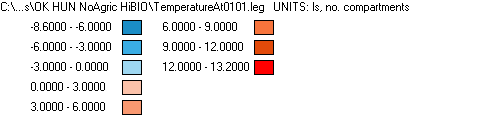 C:\...s\OK HUN NoAgric HiBIO\TemperatureAt0101.leg UNITS: ls, no. compartments
-8.6000 - -6.0000
-6.0000 - -3.0000
-3.0000 - 0.0000
0.0000 - 3.0000
3.0000 - 6.0000
6.0000 - 9.0000
9.0000 - 12.0000
12.0000 - 13.2000